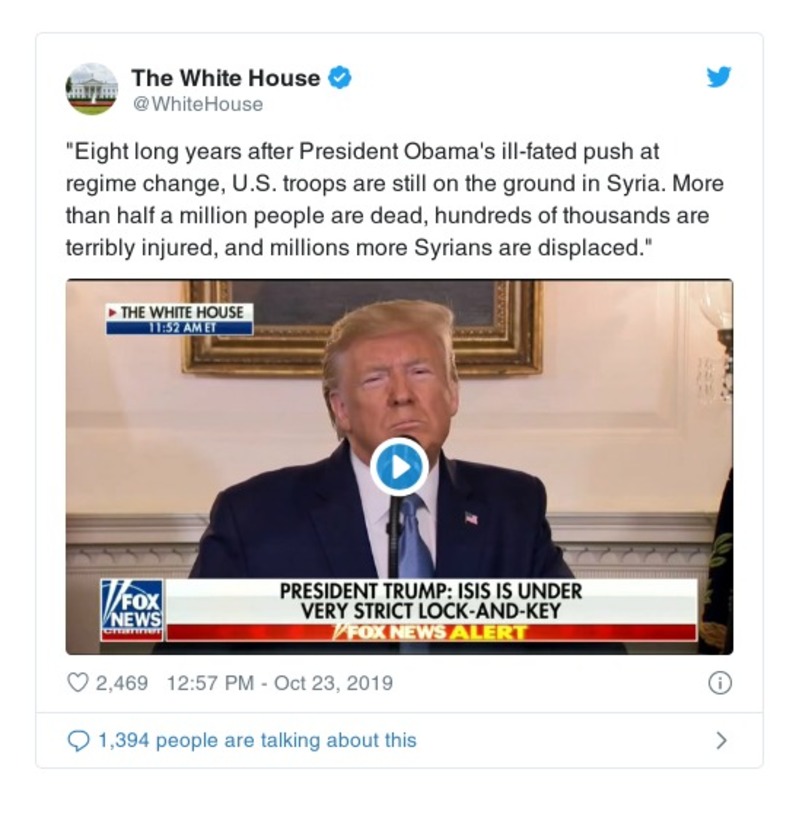 The White House
@WhiteHouse
"Eight long years after President Obama's ill-fated push at
regime change, U.S. troops are still on the ground in Syria. More
than half a million people are dead, hundreds of thousands are
terribly injured, and millions more Syrians are displaced."
THE WHITE HOUSE
11:52 AM ET
PRESIDENT TRUMP: ISIS IS UNDER
VERY STRICT LOCK-AND-KEY
FOX
NEWS
channel
FOX NEWS ALERT
2,469 12:57 PM - Oct 23, 2019
1,394 people are talking about this